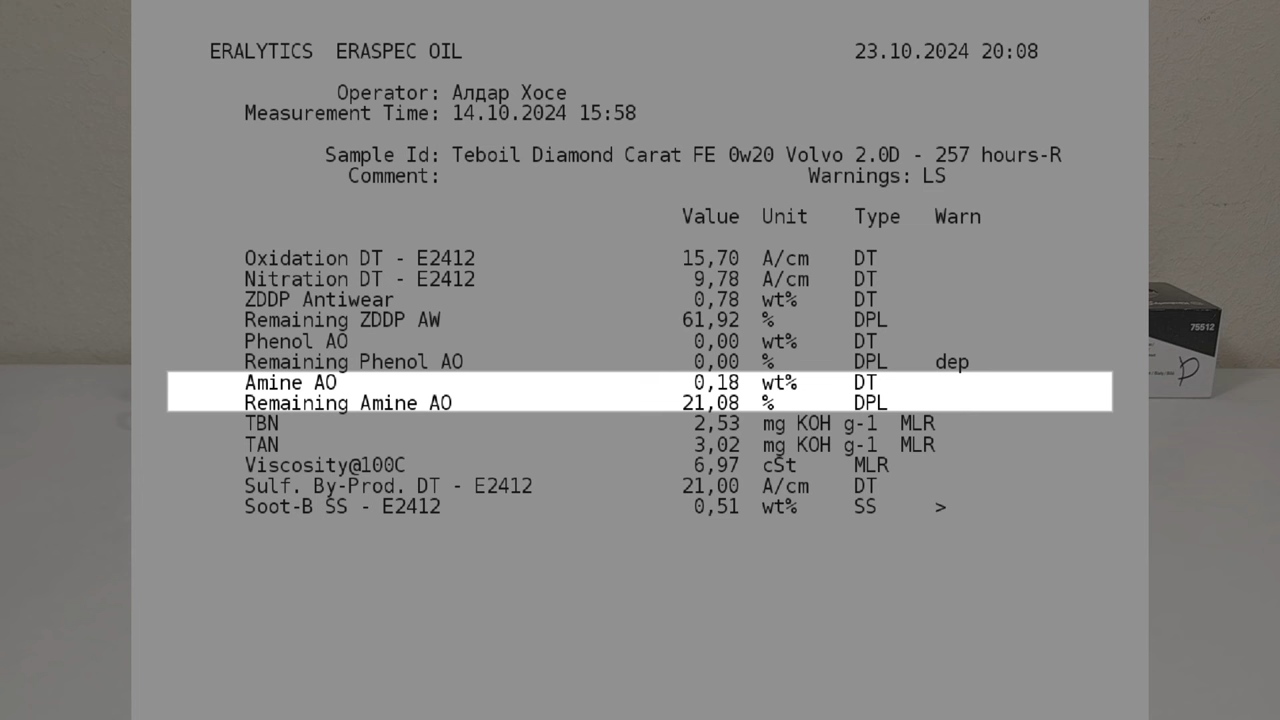 ERALYTICS ERASPEC OIL 23.10.2024 20:08
Operator: Алдар Хосе
Measurement Time: 14.10.2024 15:58
Sample Id: Teboil Diamond Carat FE 0w20 Volvo 2.0D - 257 hours-R
Comment: Warnings: LS
Value Unit Type Warn
Oxidation DT - E2412 15,70 A/cm DT
Nitration DT - E2412 9,78 A/cm DT
ZDDP Antiwear 0,78 wt% DT
Remaining ZDDP AW 61,92 % DPL
Phenol AO 0,00 wt% DT
Remaining Phenol AO 0,00 % DPL dep
Amine AO 0,18 wt% DT
Remaining Amine AO 21,08 % DPL
TBN 2,53 mg KOH g-1 MLR
TAN 3,02 mg KOH g-1 MLR
Viscosity@100C 6,97 cSt MLR
Sulf. By-Prod. DT - E2412 21,00 A/cm DT
Soot-B SS - E2412 0,51 wt% SS >
75512